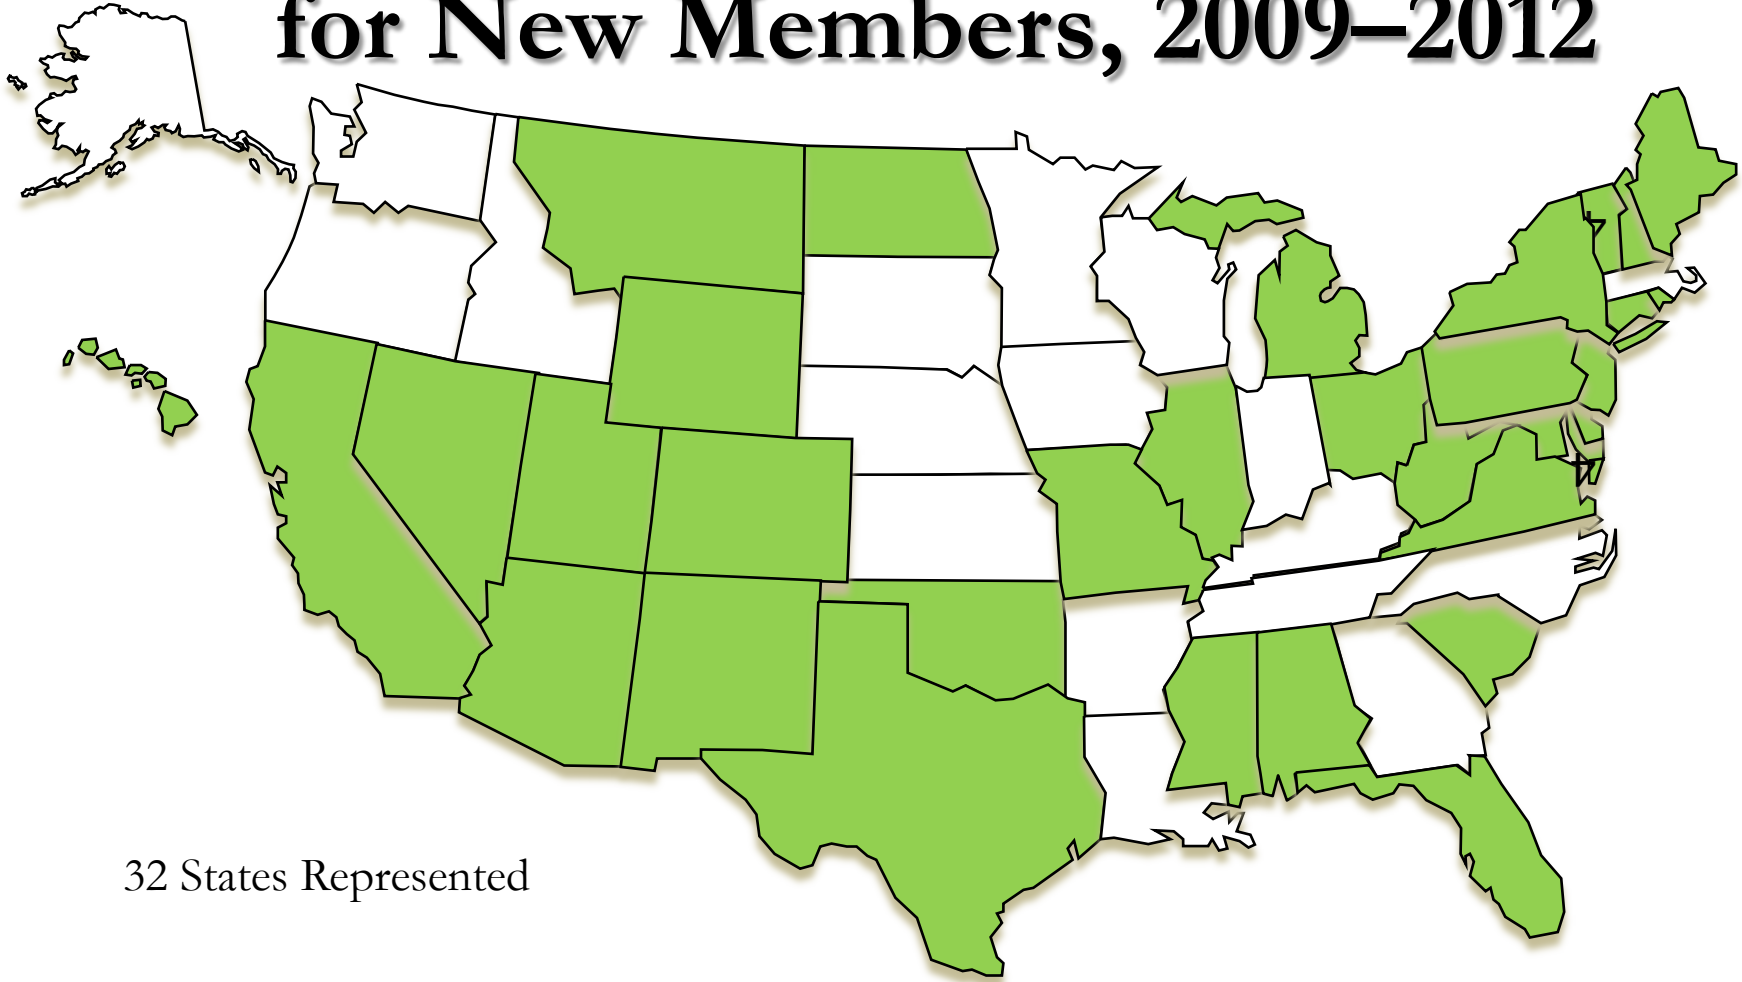 for New Members, 2009–2012
32 States Represented